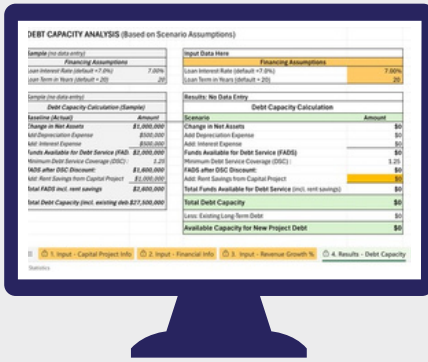 DEBT CAPACITY ANALYSIS (Based on Scenario Assumptions)
Sample (no data entry)
Financing Assumptions
Loan Interest Rate (default =7.0%) 7.00%
Loan Term in Years (default = 20) 20
Input Data Here
Financing Assumptions
Loan Interest Rate (default =7.0%) 7.00%
Loan Term in Years (default = 20) 20
Sample (no data entry)
Debt Capacity Calculation (Sample)
Baseline (Actual) Amount
Change in Net Assets $1,000,000
Add Depreciation Expense $500,000
Add: Interest Expense $500,000
Funds Available for Debt Service (FAD $2,000,000
Minimum Debt Service Coverage (DSC) : 1.25
FADS after DSC Discount: $1,600,000
Add: Rent Savings from Capital Project $1,000,000
Total FADS incl. rent savings $2,600,000
Total Debt Capacity (incl. existing deb $27,500,000
Results: No Data Entry
Debt Capacity Calculation
Scenario Amount
Change in Net Assets $0
Add Depreciation Expense $0
Add: Interest Expense $0
Funds Available for Debt Service (FADS) $0
Minimum Debt Service Coverage (DSC) : 1.25
FADS after DSC Discount: $0
Add: Rent Savings from Capital Project $0
Total Funds Available for Debt Service (incl. rent savings) $0
Total Debt Capacity $0
Less: Existing Long-Term Debt $0
Available Capacity for New Project Debt $0
1. Input - Capital Project Info 2. Input - Financial Info 3. Input - Revenue Growth % 4. Results - Debt Capacity
Statistics